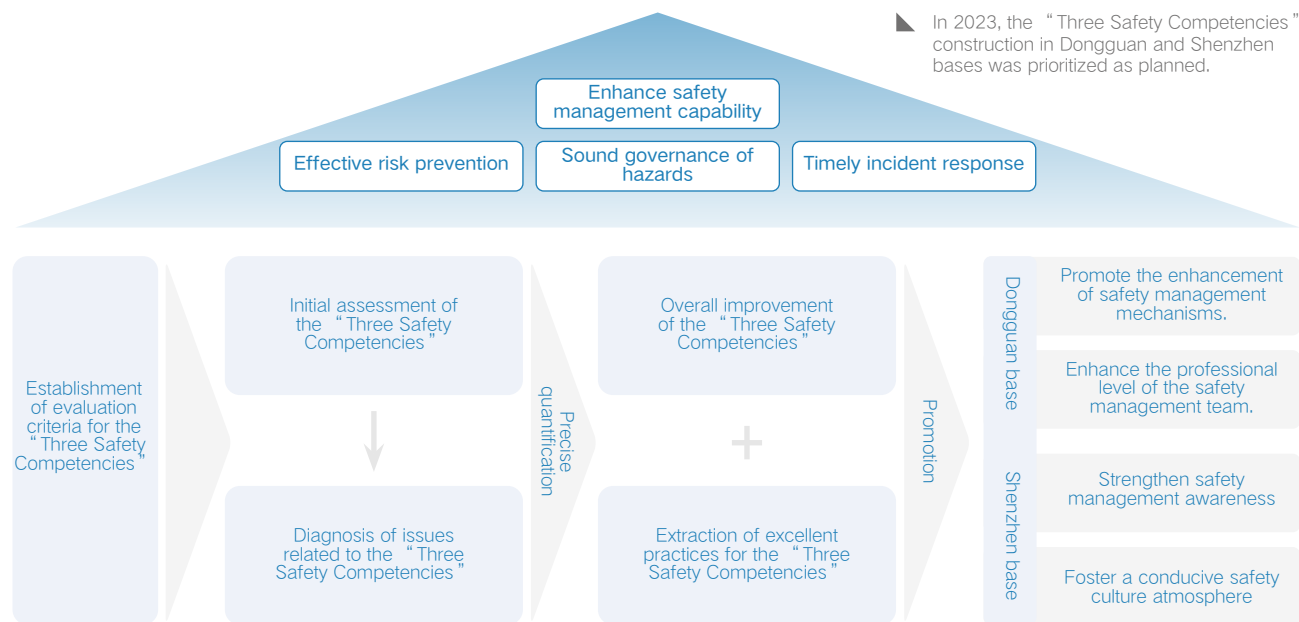 In 2023, the “Three Safety Competencies”
construction in Dongguan and Shenzhen
bases was prioritized as planned.
Enhance safety
management capability
Effective risk prevention
Sound governance of
hazards
Timely incident response
Establishment
of evaluation
criteria for the
“Three Safety
Competencies”
Initial assessment of
the “Three Safety
Competencies”
Diagnosis of issues
related to the “Three
Safety Competencies”
Precise
quantification
Overall improvement
of the “Three Safety
Competencies”
Extraction of excellent
practices for the “Three
Safety Competencies”
Promotion
Dongguan base
Shenzhen base
Promote the enhancement
of safety management
mechanisms.
Enhance the professional
level of the safety
management team.
Strengthen safety
management awareness
Foster a conducive safety
culture atmosphere